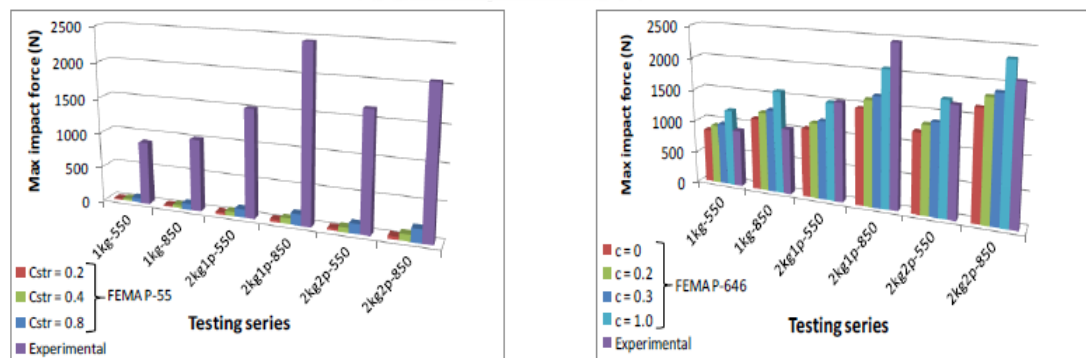 Max impact force (N)
2500
2000
1500
1000
500
0
1kg-550
1kg-850
2kg1p-550
2kg1p-850
2kg2p-550
2kg2p-850
Cstr = 0.2
Cstr = 0.4
Cstr = 0.8
FEMA P-55
Experimental
Testing series
Max impact force (N)
2500
2000
1500
1000
500
0
1kg-550
1kg-850
2kg1p-550
2kg1p-850
2kg2p-550
2kg2p-850
c = 0
c = 0.2
c = 0.3
c = 1.0
FEMA P-646
Experimental
Testing series